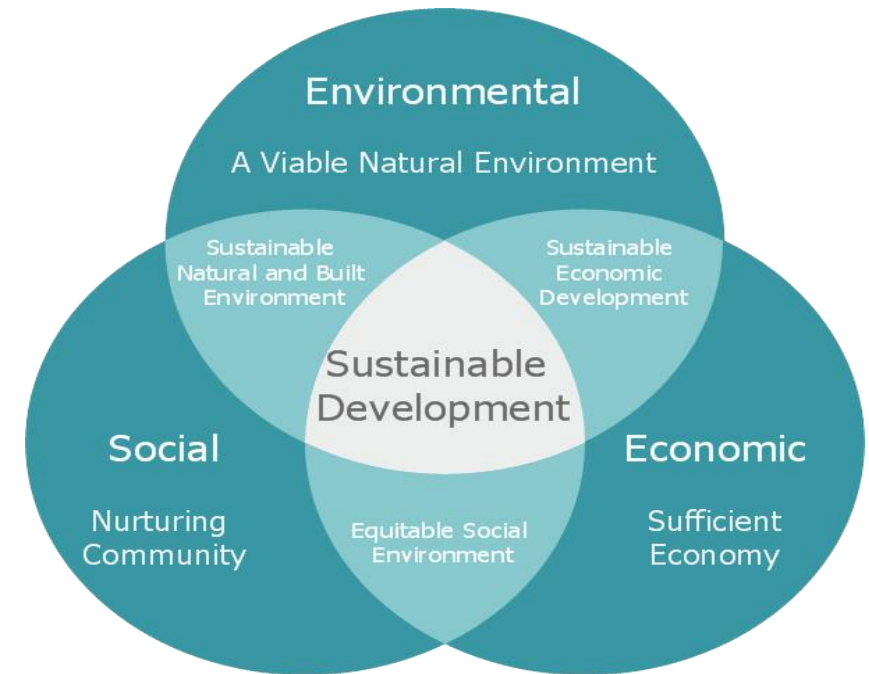 Environmental
A Viable Natural Environment
Sustainable
Natural and Built
Environment
Sustainable
Economic
Development
Sustainable
Development
Social
Nurturing
Community
Equitable Social
Environment
Economic
Sufficient
Economy